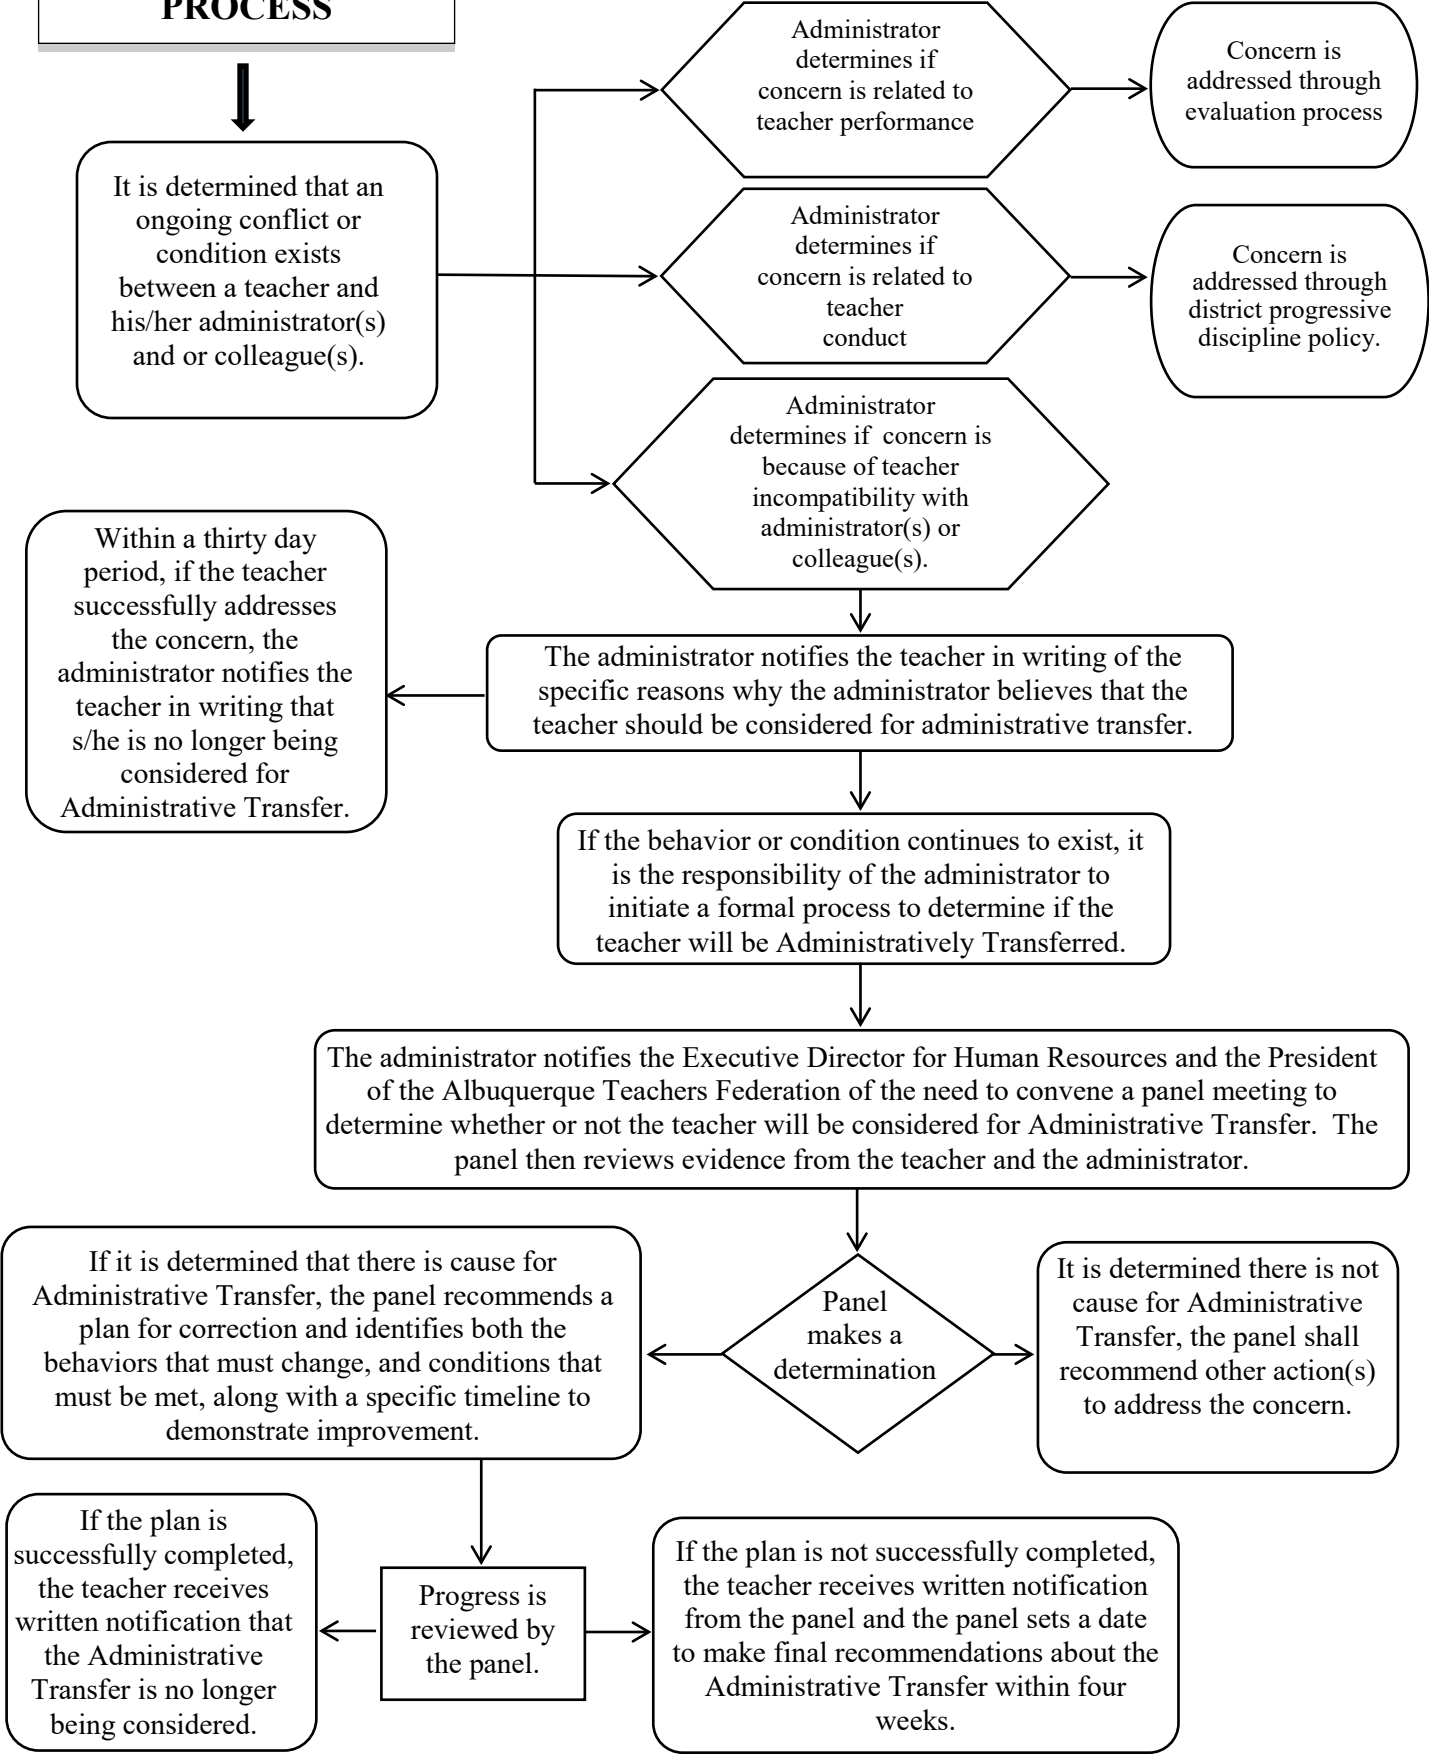 PROCESS
It is determined that an
ongoing conflict or
condition exists
between a teacher and
his/her administrator(s)
and or colleague(s).
Administrator
determines if
concern is related to
teacher performance
Concern is
addressed through
evaluation process
Administrator
determines if
concern is related to
teacher
conduct
Concern is
addressed through
district progressive
discipline policy.
Administrator
determines if  concern is
because of teacher
incompatibility with
administrator(s) or
colleague(s).
The administrator notifies the teacher in writing of the
specific reasons why the administrator believes that the
teacher should be considered for administrative transfer.
Within a thirty day
period, if the teacher
successfully addresses
the concern, the
administrator notifies the
teacher in writing that
s/he is no longer being
considered for
Administrative Transfer.
If the behavior or condition continues to exist, it
is the responsibility of the administrator to
initiate a formal process to determine if the
teacher will be Administratively Transferred.
The administrator notifies the Executive Director for Human Resources and the President
of the Albuquerque Teachers Federation of the need to convene a panel meeting to
determine whether or not the teacher will be considered for Administrative Transfer.  The
panel then reviews evidence from the teacher and the administrator.
Panel
makes a
determination
If it is determined that there is cause for
Administrative Transfer, the panel recommends a
plan for correction and identifies both the
behaviors that must change, and conditions that
must be met, along with a specific timeline to
demonstrate improvement.
It is determined there is not
cause for Administrative
Transfer, the panel shall
recommend other action(s)
to address the concern.
Progress is
reviewed by
the panel.
If the plan is
successfully completed,
the teacher receives
written notification that
the Administrative
Transfer is no longer
being considered.
If the plan is not successfully completed,
the teacher receives written notification
from the panel and the panel sets a date
to make final recommendations about the
Administrative Transfer within four
weeks.